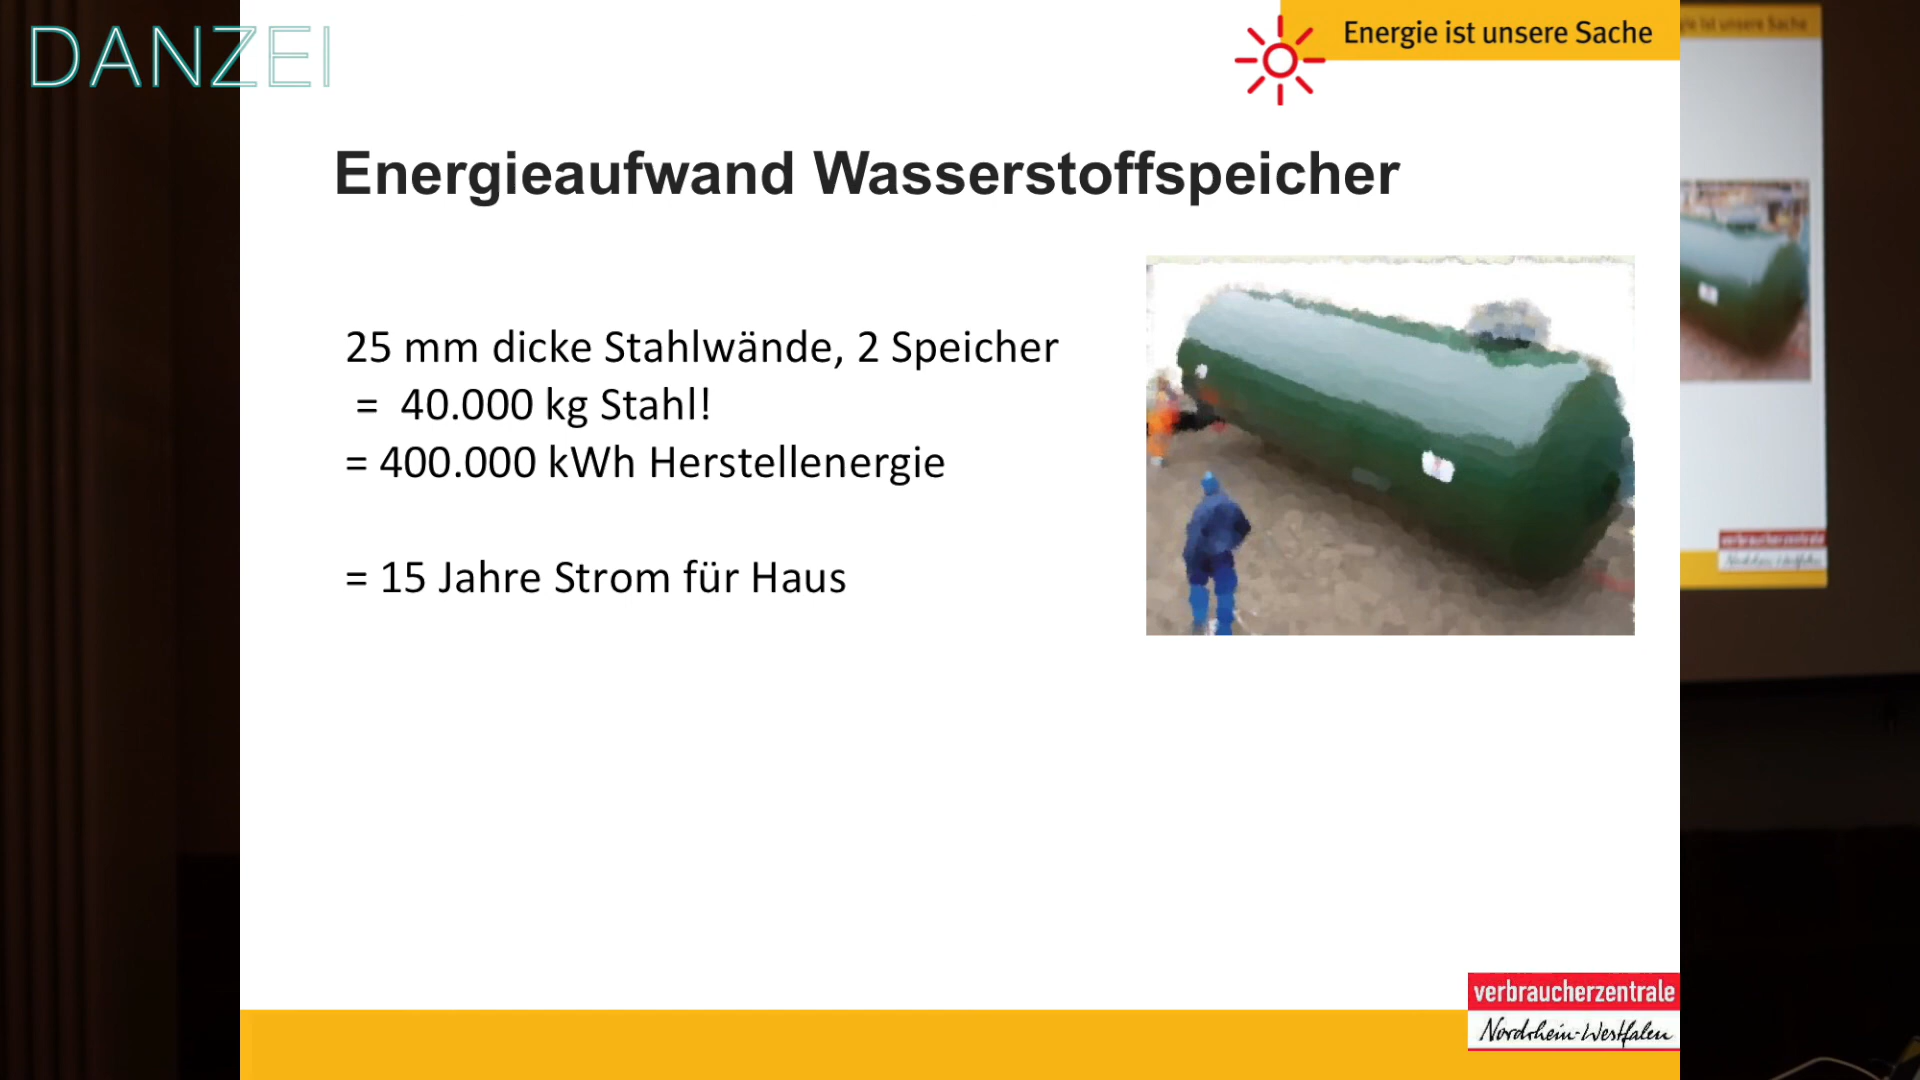 DANZEI
Energie ist unsere Sache
Energieaufwand Wasserstoffspeicher
25 mm dicke Stahlwände, 2 Speicher
= 40.000 kg Stahl!
= 400.000 kWh Herstellenergie
= 15 Jahre Strom für Haus
verbraucherzentrale
Nordrhein-Westfalen